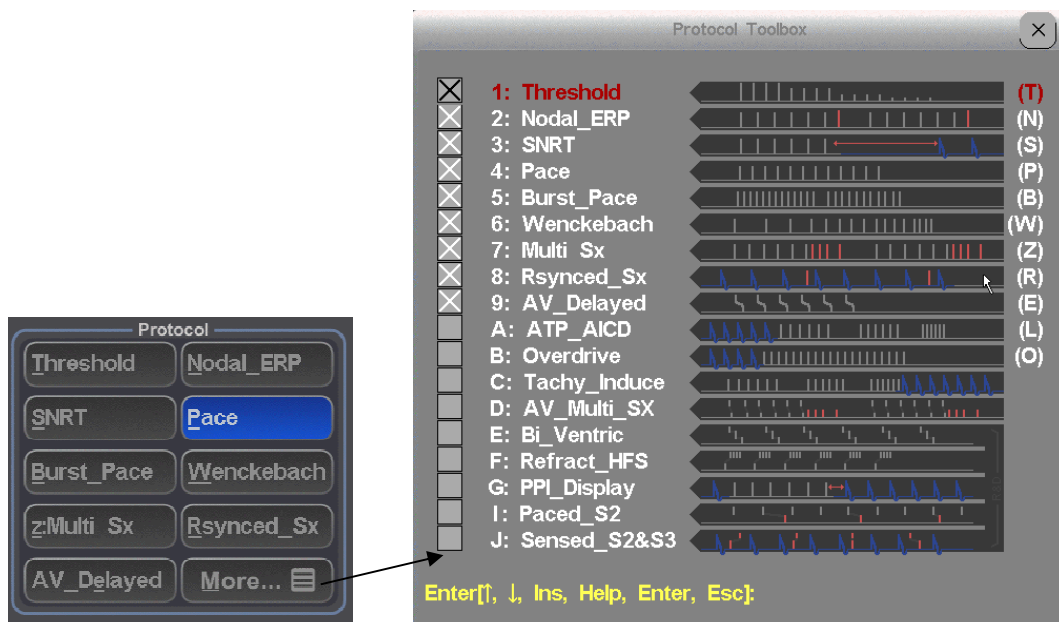 Protocol
Threshold Nodal_ERP
SNRT Pace
Burst_Pace Wenckebach
z:Multi Sx Rsynced_Sx
AV_Delayed More...
Protocol Toolbox
1: Threshold (T)
2: Nodal_ERP (N)
3: SNRT (S)
4: Pace (P)
5: Burst_Pace (B)
6: Wenckebach (W)
7: Multi Sx (Z)
8: Rsynced_Sx (R)
9: AV_Delayed (E)
A: ATP_AICD (L)
B: Overdrive (O)
C: Tachy_Induce
D: AV_Multi_SX
E: Bi_Ventric
F: Refract_HFS
G: PPI_Display
I: Paced_S2
J: Sensed_S2&S3
Enter[↑, ↓, Ins, Help, Enter, Esc]: